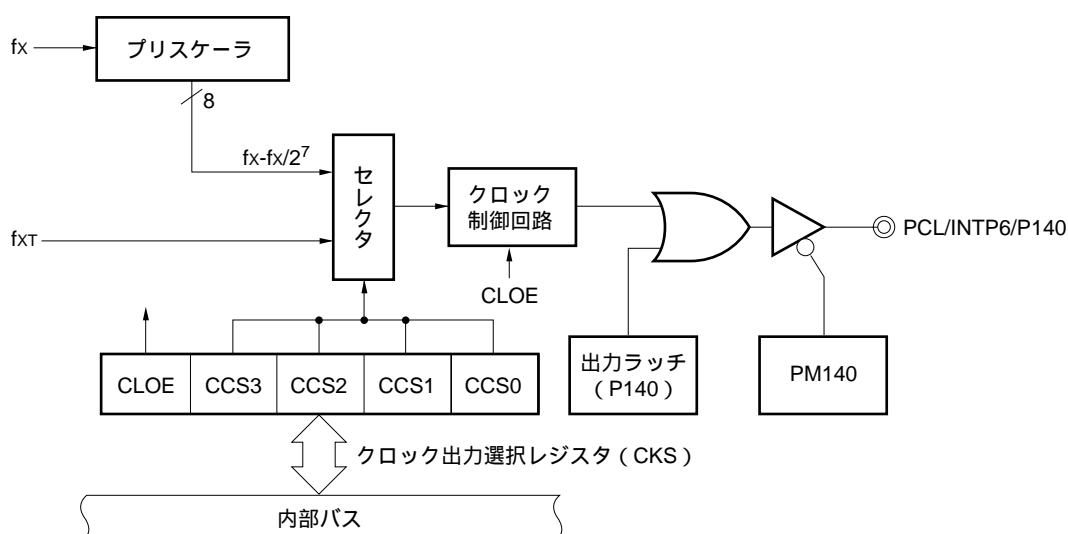 fX
プリスケーラ
8
fX-fX/2⁷
セレクタ
クロック
制御回路
fXT
PCL/INTP6/P140
CLOE
出力ラッチ
（P140）
PM140
CLOE CCS3 CCS2 CCS1 CCS0
クロック出力選択レジスタ（CKS）
内部バス